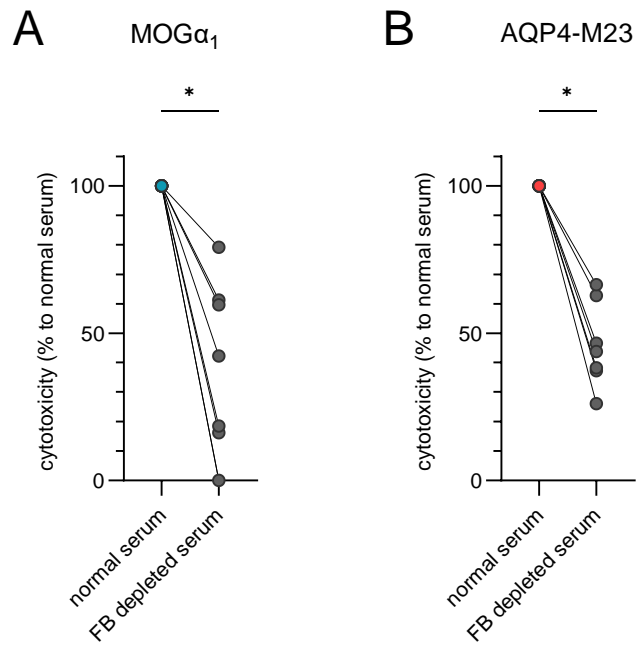 A
MOGα₁
*
cytotoxicity (% to normal serum)
100
50
0
normal serum
FB depleted serum
B
AQP4-M23
*
cytotoxicity (% to normal serum)
100
50
0
normal serum
FB depleted serum